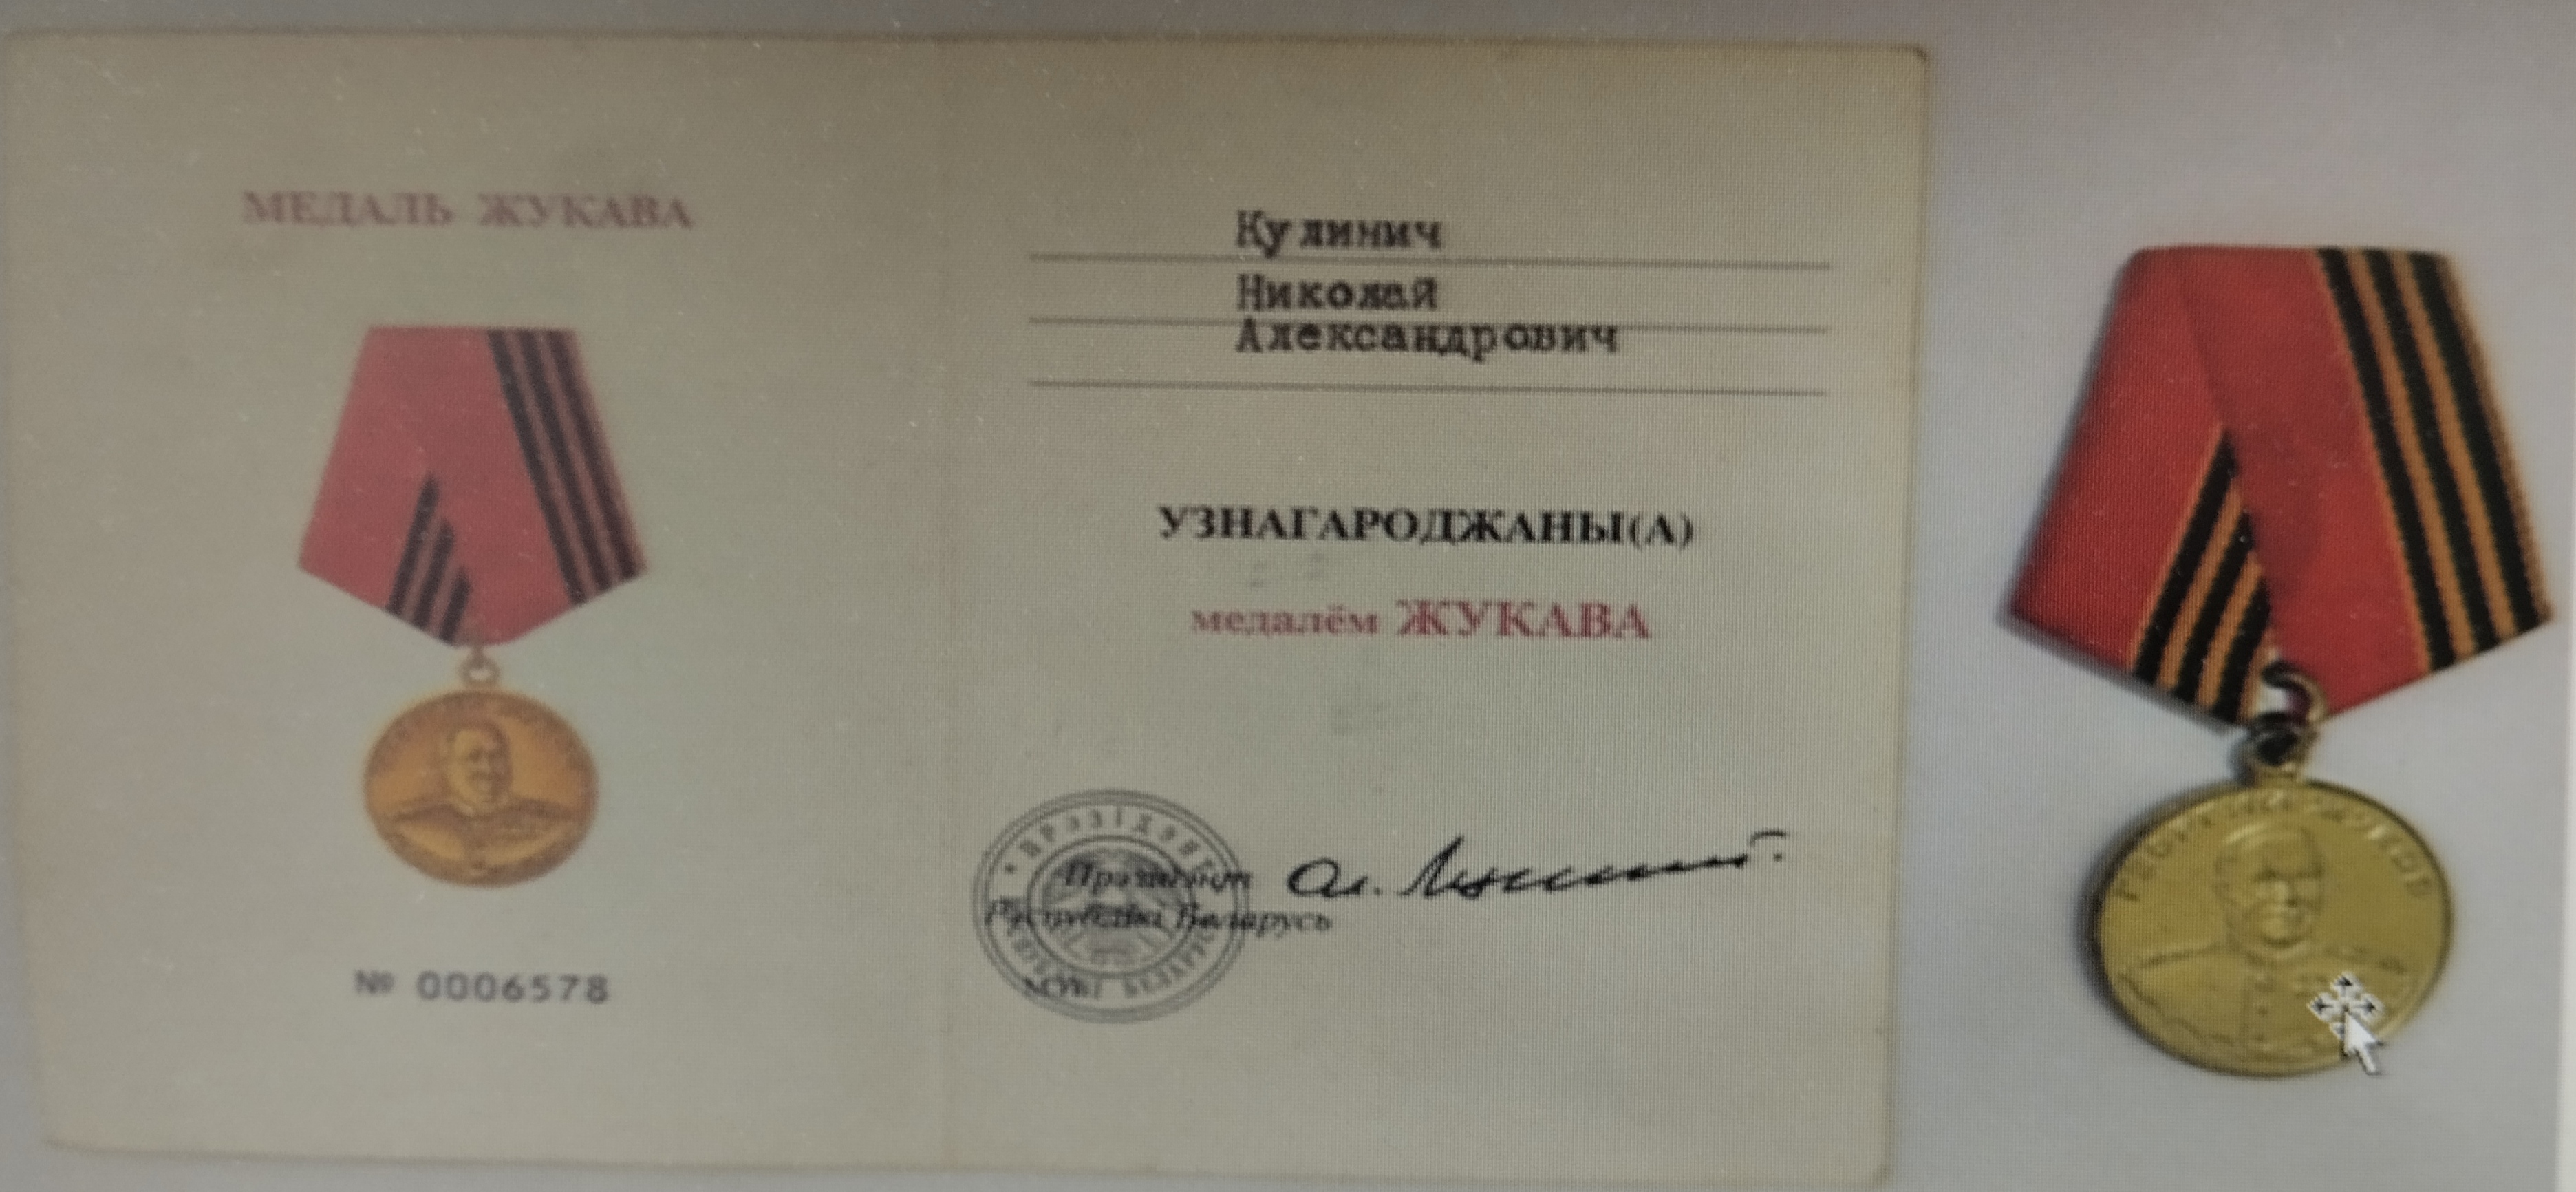 МЕДАЛЬ ЖУКАВА
№ 0006578
Кулинич
Николай
Александрович
УЗНАГАРОДЖАНЫ(А)
медалём ЖУКАВА
Прэзідэнт
Рэспублікі Беларусь